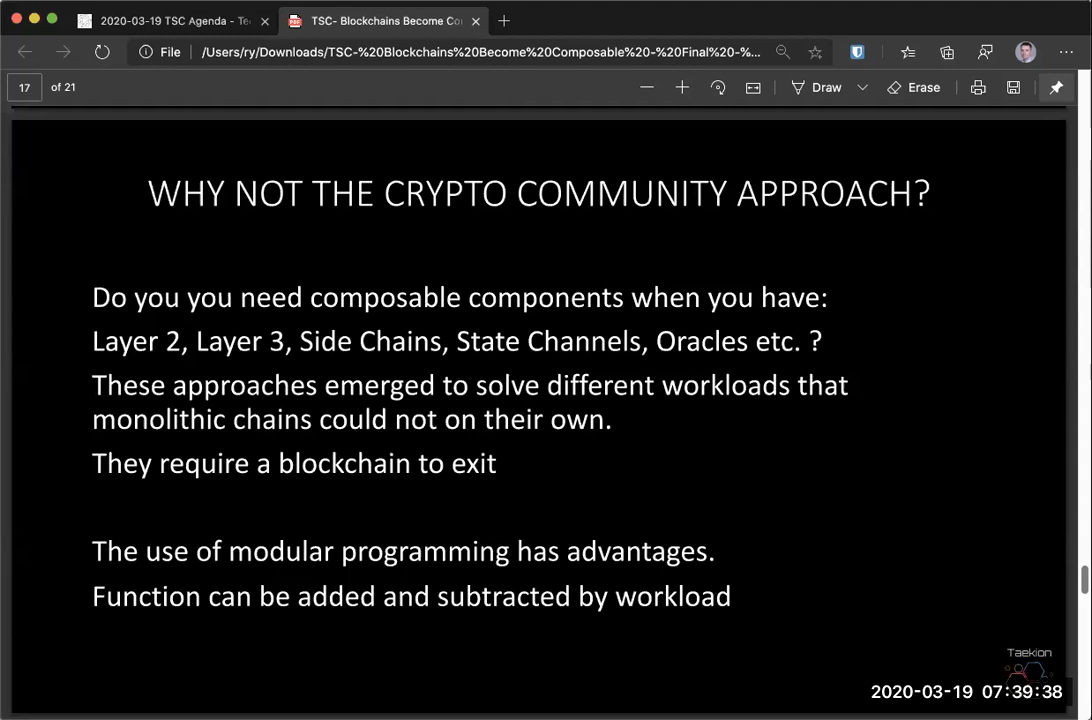 2020-03-19 TSC Agenda - Te
TSC- Blockchains Become Co
File
/Users/ry/Downloads/TSC-%20Blockchains%20Become%20Composable%20-%20Final%20-%...
17 of 21
Draw
Erase
WHY NOT THE CRYPTO COMMUNITY APPROACH?
Do you you need composable components when you have:
Layer 2, Layer 3, Side Chains, State Channels, Oracles etc. ?
These approaches emerged to solve different workloads that
monolithic chains could not on their own.
They require a blockchain to exit
The use of modular programming has advantages.
Function can be added and subtracted by workload
Taekion
2020-03-19 07:39:38